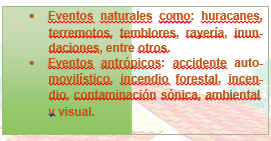 • Eventos naturales como: huracanes,
terremotos, temblores, rayería, inun-
daciones, entre otros.
• Eventos antrópicos: accidente auto-
movilístico, incendio forestal, incen-
dio, contaminación sónica, ambiental
y visual.